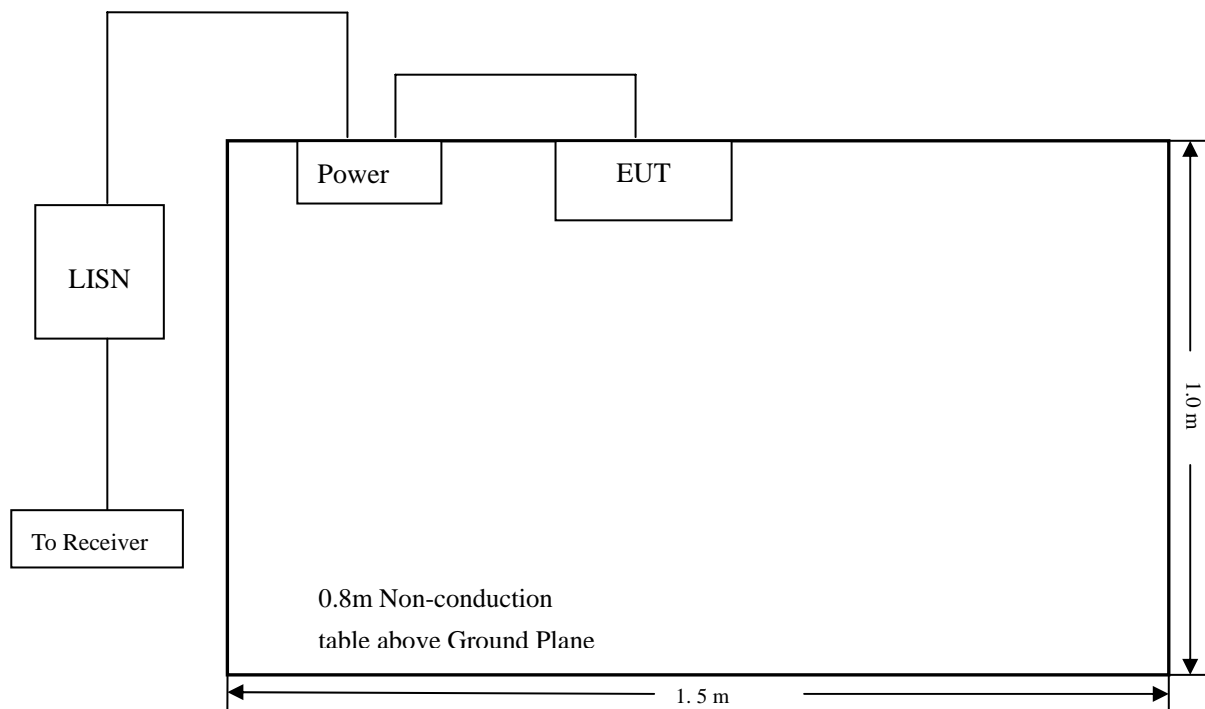 Power
EUT
LISN
1.0 m
To Receiver
0.8m Non-conduction
table above Ground Plane
1. 5 m